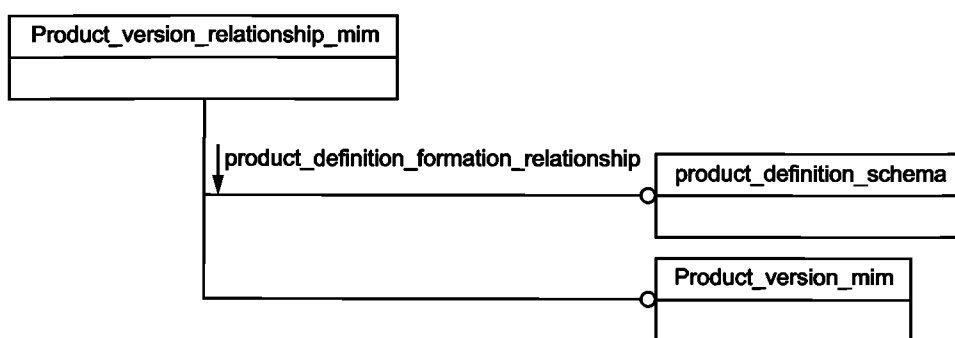 Product_version_relationship_mim
product_definition_formation_relationship
product_definition_schema
Product_version_mim